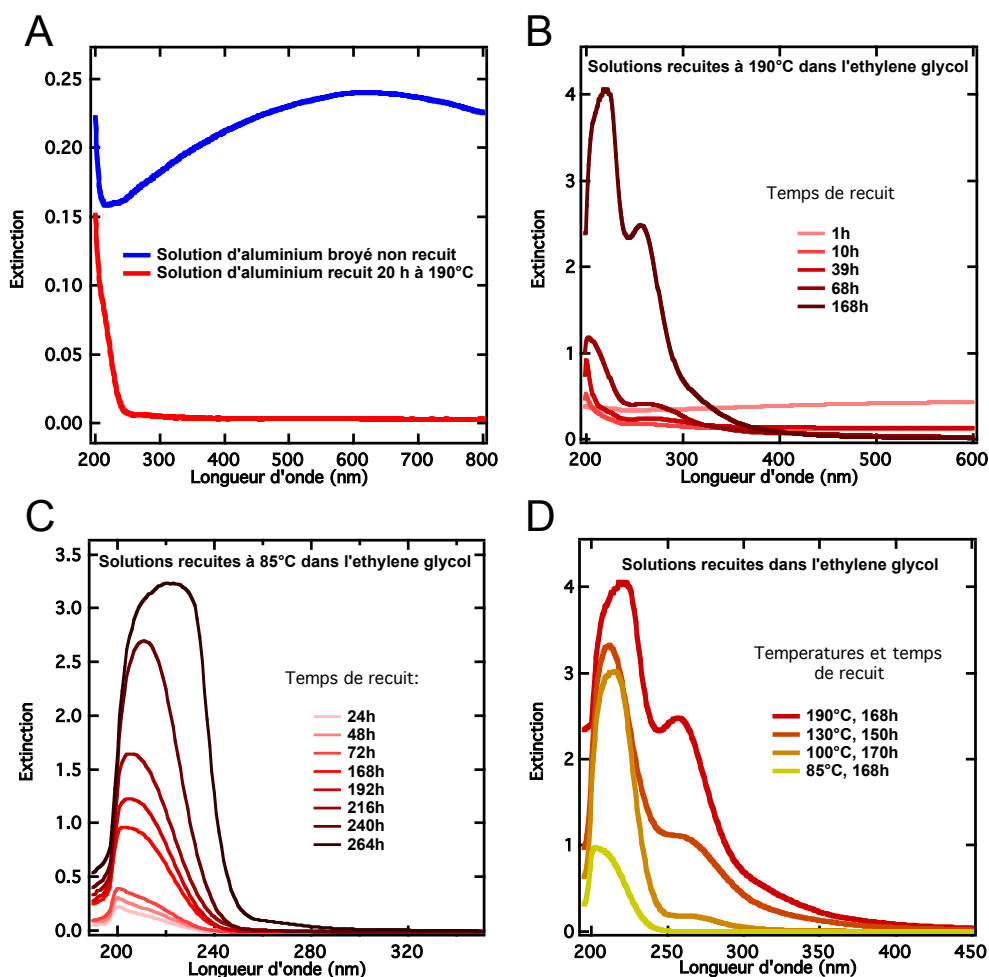 A
0.25
0.20
0.15
0.10
0.05
0.00
Extinction
Solution d'aluminium broyé non recuit
Solution d'aluminium recuit 20 h à 190°C
200 300 400 500 600 700 800
Longueur d'onde (nm)
B
Solutions recuites à 190°C dans l'ethylene glycol
4
3
2
1
0
Extinction
Temps de recuit
1h
10h
39h
68h
168h
200 300 400 500 600
Longueur d'onde (nm)
C
Solutions recuites à 85°C dans l'ethylene glycol
3.5
3.0
2.5
2.0
1.5
1.0
0.5
0.0
Extinction
Temps de recuit:
24h
48h
72h
168h
192h
216h
240h
264h
200 240 280 320
Longueur d'onde (nm)
D
Solutions recuites dans l'ethylene glycol
4
3
2
1
0
Extinction
Temperatures et temps
de recuit
190°C, 168h
130°C, 150h
100°C, 170h
85°C, 168h
200 250 300 350 400 450
Longueur d'onde (nm)